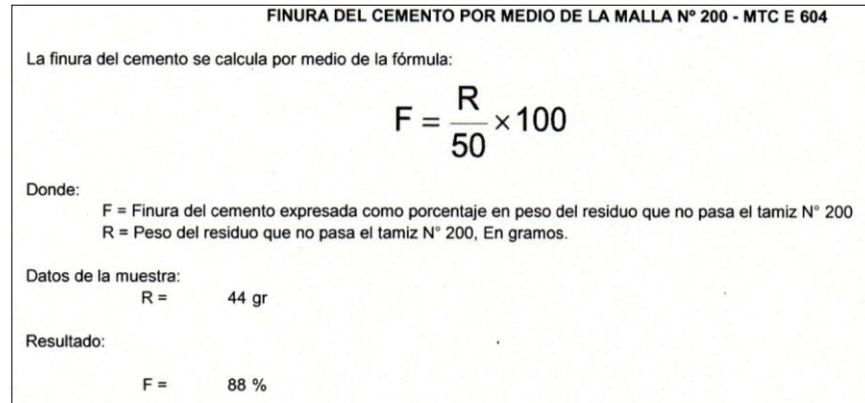 FINURA DEL CEMENTO POR MEDIO DE LA MALLA Nº 200 - MTC E 604
La finura del cemento se calcula por medio de la fórmula:
F = R/50 × 100
Donde:
F = Finura del cemento expresada como porcentaje en peso del residuo que no pasa el tamiz N° 200
R = Peso del residuo que no pasa el tamiz N° 200, En gramos.
Datos de la muestra:
R = 44 gr
Resultado:
F = 88 %